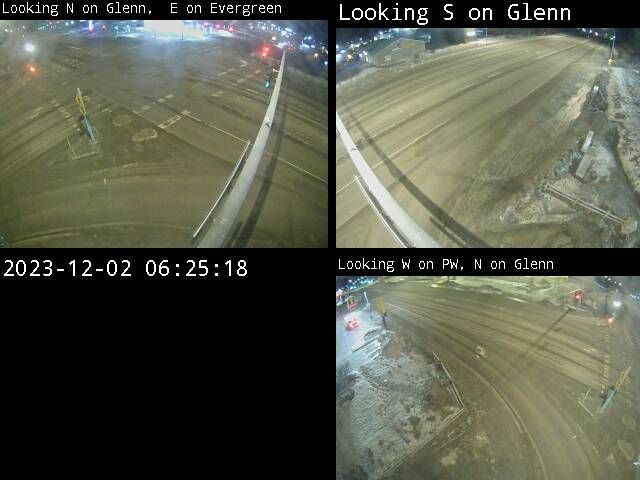 Looking N on Glenn,  E on Evergreen
Looking S on Glenn
2023-12-02 06:25:18
Looking W on PW, N on Glenn